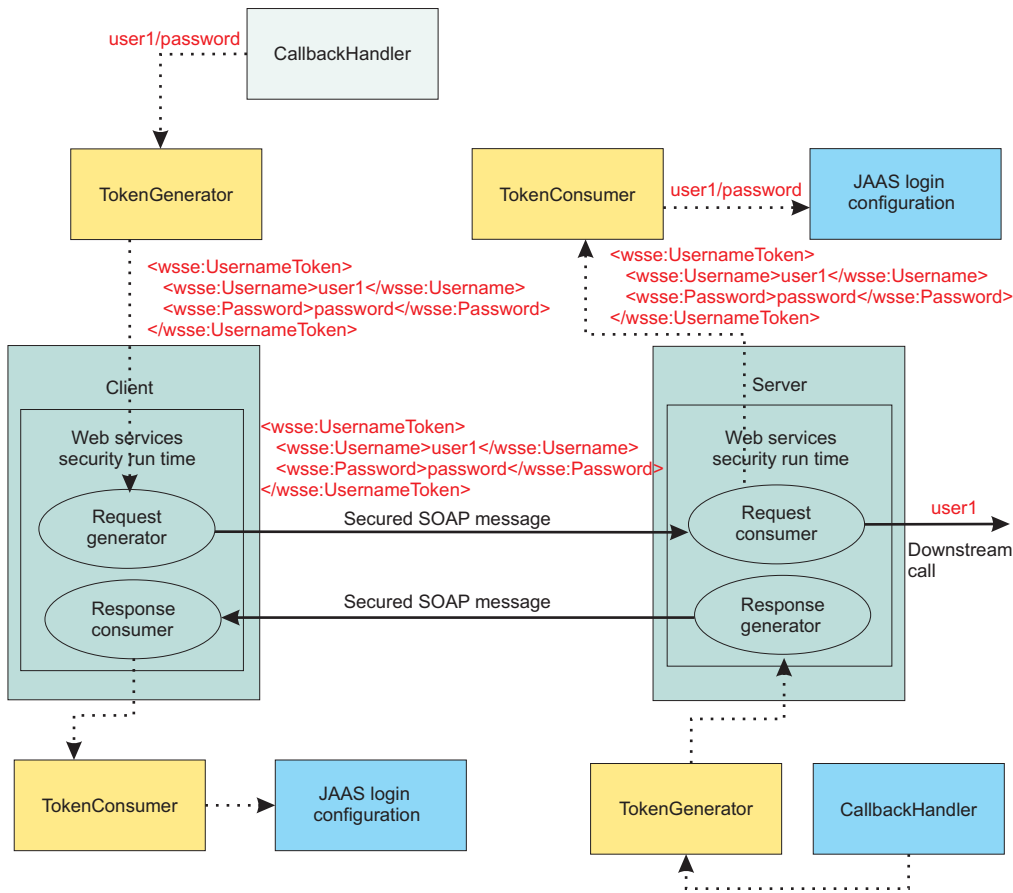 user1/password
CallbackHandler
TokenGenerator
TokenConsumer
user1/password
JAAS login
configuration
<wsse:UsernameToken>
<wsse:Username>user1</wsse:Username>
<wsse:Password>password</wsse:Password>
</wsse:UsernameToken>
<wsse:UsernameToken>
<wsse:Username>user1</wsse:Username>
<wsse:Password>password</wsse:Password>
</wsse:UsernameToken>
Client
Web services
security run time
<wsse:UsernameToken>
<wsse:Username>user1</wsse:Username>
<wsse:Password>password</wsse:Password>
</wsse:UsernameToken>
Server
Web services
security run time
Request
generator
Secured SOAP message
Request
consumer
user1
Downstream
call
Response
consumer
Secured SOAP message
Response
generator
TokenConsumer
JAAS login
configuration
TokenGenerator
CallbackHandler